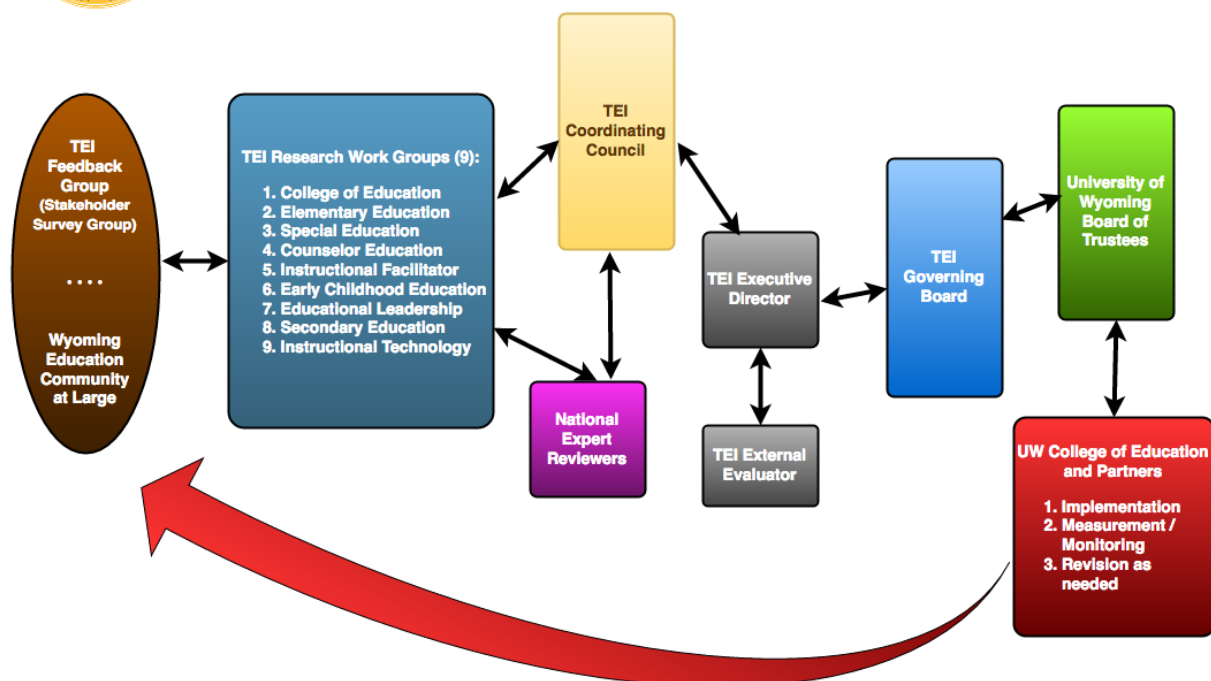 TEI
Feedback
Group
(Stakeholder
Survey Group)
....
Wyoming
Education
Community
at Large
TEI Research Work Groups (9):
1. College of Education
2. Elementary Education
3. Special Education
4. Counselor Education
5. Instructional Facilitator
6. Early Childhood Education
7. Educational Leadership
8. Secondary Education
9. Instructional Technology
TEI
Coordinating
Council
National
Expert
Reviewers
TEI Executive
Director
TEI External
Evaluator
TEI
Governing
Board
University of
Wyoming
Board of
Trustees
UW College of Education
and Partners
1. Implementation
2. Measurement /
Monitoring
3. Revision as
needed